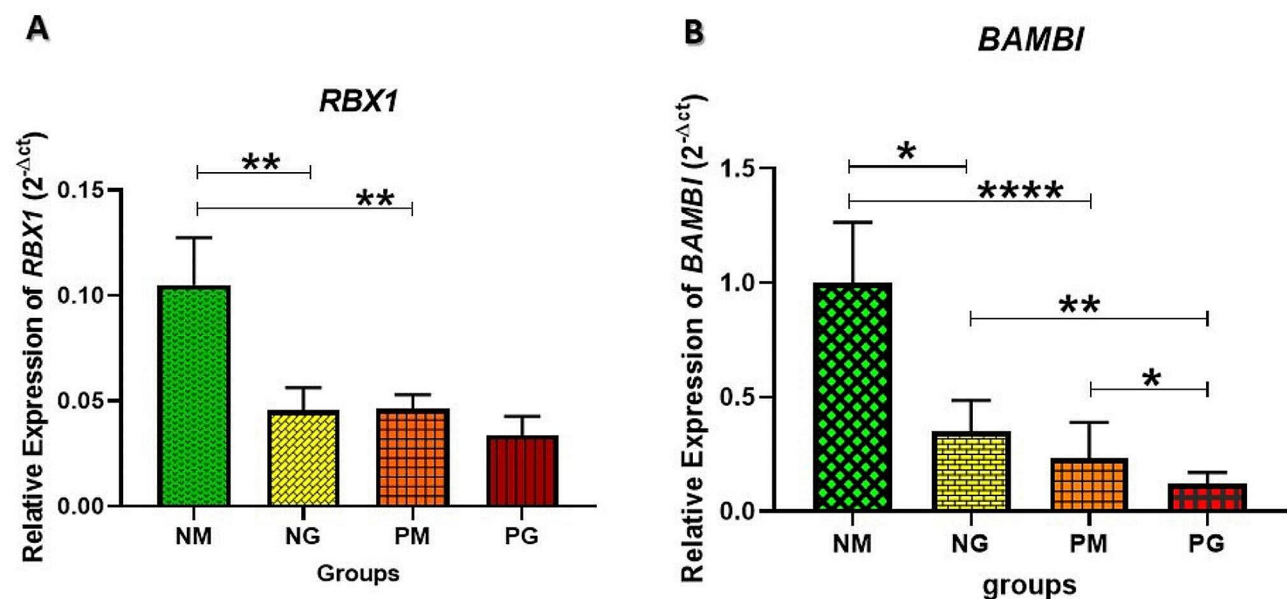 A
RBX1
Relative Expression of RBX1 (2-Δct)
**
**
0.15
0.10
0.05
0.00
NM NG PM PG
Groups
B
BAMBI
Relative Expression of BAMBI (2-Δct)
*
****
**
*
1.5
1.0
0.5
0.0
NM NG PM PG
groups